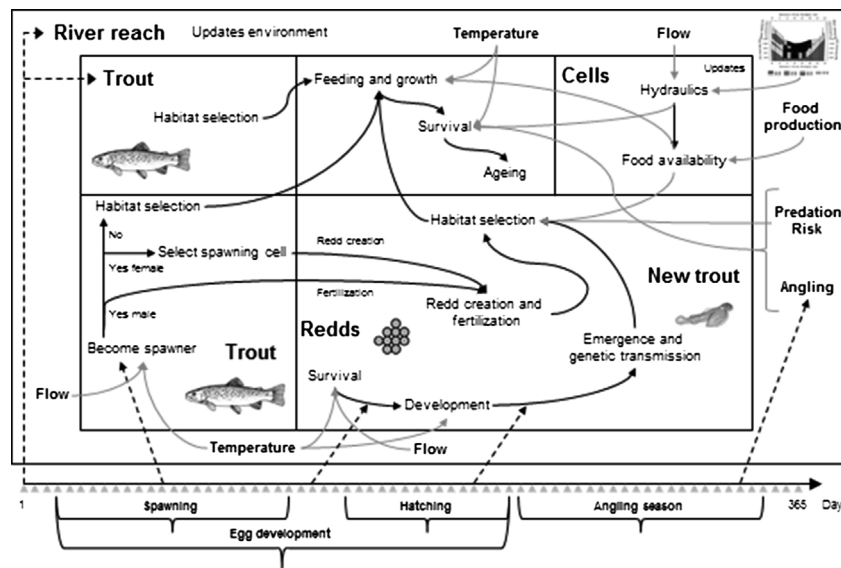 River reach
Updates environment
Temperature
Flow
Trout
Feeding and growth
Cells
Updates
Hydraulics
Habitat selection
Survival
Food
production
Food availability
Ageing
Habitat selection
Habitat selection
Predation
Risk
No
Select spawning cell
Redd creation
Yes female
New trout
Angling
Fertilization
Redd creation and
fertilization
Yes male
Redds
Emergence and
genetic transmission
Become spawner
Trout
Survival
Flow
Development
Temperature
Flow
1
365
Day
Spawning
Hatching
Angling season
Egg development